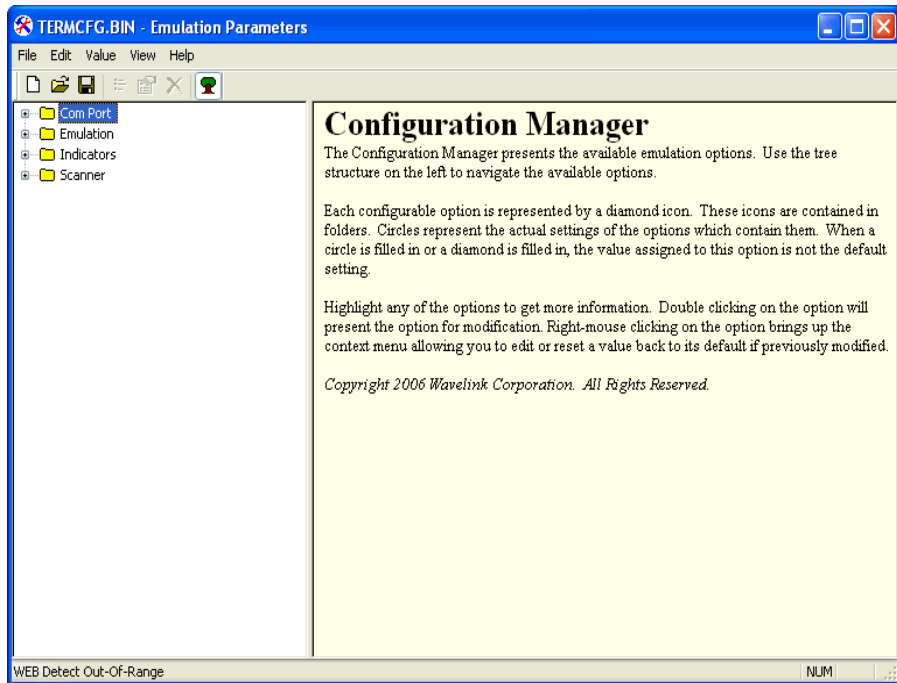 TERMCFG.BIN - Emulation Parameters
File Edit Value View Help
Com Port
Emulation
Indicators
Scanner
Configuration Manager
The Configuration Manager presents the available emulation options. Use the tree
structure on the left to navigate the available options.
Each configurable option is represented by a diamond icon. These icons are contained in
folders. Circles represent the actual settings of the options which contain them. When a
circle is filled in or a diamond is filled in, the value assigned to this option is not the default
setting.
Highlight any of the options to get more information. Double clicking on the option will
present the option for modification. Right-mouse clicking on the option brings up the
context menu allowing you to edit or reset a value back to its default if previously modified.
Copyright 2006 Wavelink Corporation. All Rights Reserved.
WEB Detect Out-Of-Range
NUM